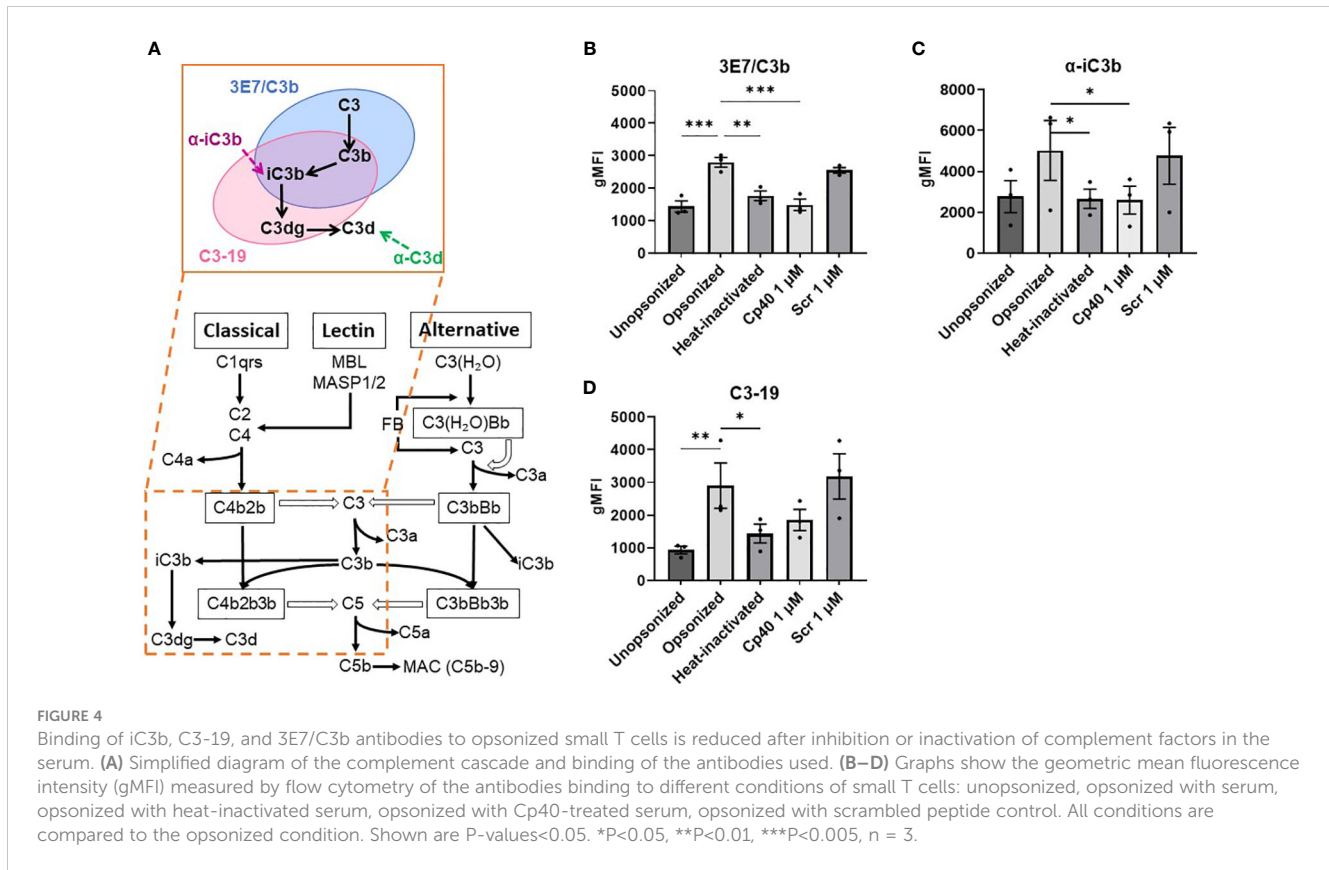 A
3E7/C3b
C3
α-iC3b
C3b
iC3b
C3dg
C3d
C3-19
α-C3d
Classical
Lectin
Alternative
C1qrs
MBL
MASP1/2
C3(H₂O)
C2
C4
FB
C3(H₂O)Bb
C3
C4a
C3a
C4b2b
C3
C3bBb
C3a
iC3b
C3b
iC3b
C4b2b3b
C5
C3bBb3b
C3dg
C3d
C5a
C5b
MAC (C5b-9)
B
3E7/C3b
***
***
**
gMFI
5000
4000
3000
2000
1000
0
Unopsonized
Opsonized
Heat-inactivated
Cp40 1 µM
Scr 1 µM
C
α-iC3b
*
*
gMFI
8000
6000
4000
2000
0
Unopsonized
Opsonized
Heat-inactivated
Cp40 1 µM
Scr 1 µM
D
C3-19
**
*
gMFI
5000
4000
3000
2000
1000
0
Unopsonized
Opsonized
Heat-inactivated
Cp40 1 µM
Scr 1 µM
FIGURE 4
Binding of iC3b, C3-19, and 3E7/C3b antibodies to opsonized small T cells is reduced after inhibition or inactivation of complement factors in the
serum. (A) Simplified diagram of the complement cascade and binding of the antibodies used. (B–D) Graphs show the geometric mean fluorescence
intensity (gMFI) measured by flow cytometry of the antibodies binding to different conditions of small T cells: unopsonized, opsonized with serum,
opsonized with heat-inactivated serum, opsonized with Cp40-treated serum, opsonized with scrambled peptide control. All conditions are
compared to the opsonized condition. Shown are P-values<0.05. *P<0.05, **P<0.01, ***P<0.005, n = 3.